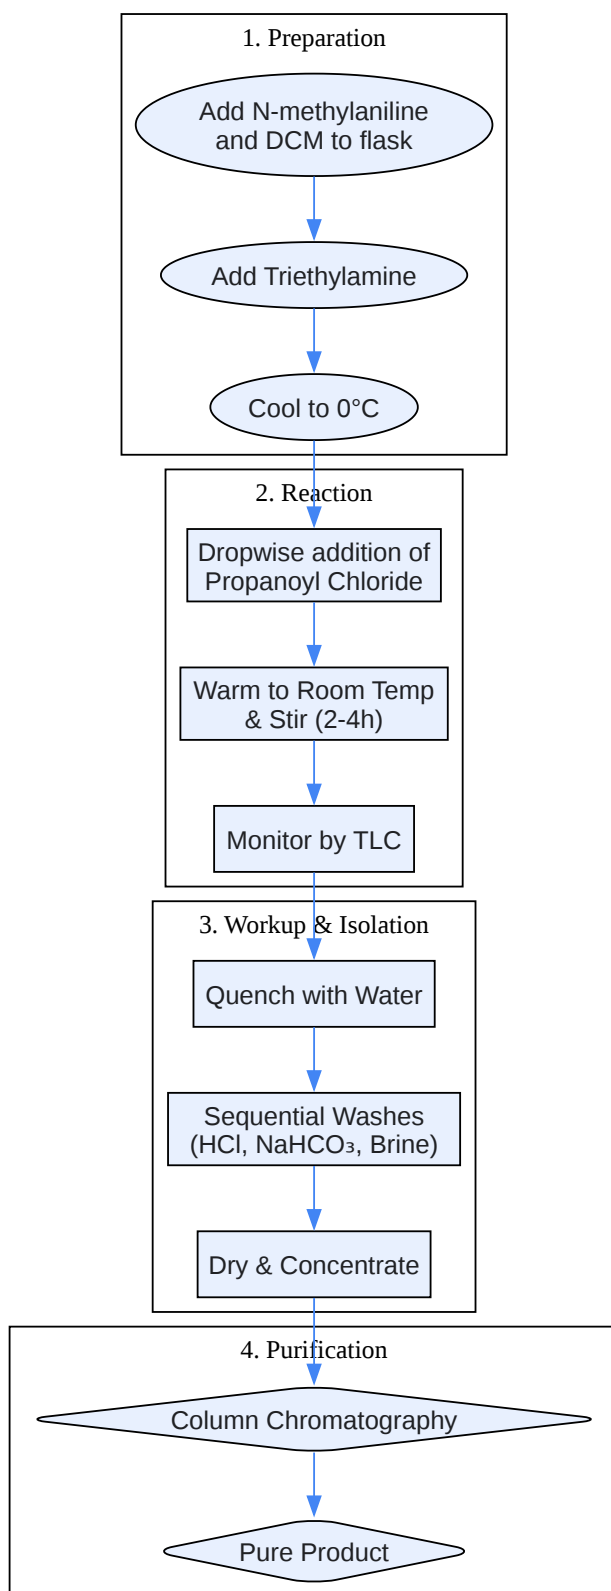 1. Preparation
Add N-methylaniline
and DCM to flask
Add Triethylamine
Cool to 0°C
2. Reaction
Dropwise addition of
Propanoyl Chloride
Warm to Room Temp
& Stir (2-4h)
Monitor by TLC
3. Workup & Isolation
Quench with Water
Sequential Washes
(HCl, NaHCO₃, Brine)
Dry & Concentrate
4. Purification
Column Chromatography
Pure Product